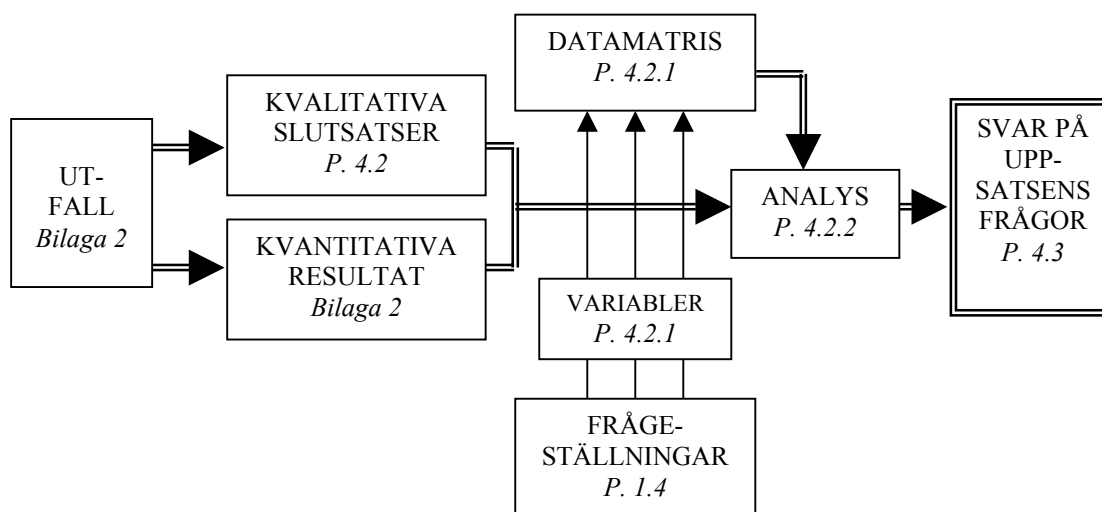 UT-
FALL
Bilaga 2
KVALITATIVA
SLUTSATSER
P. 4.2
KVANTITATIVA
RESULTAT
Bilaga 2
DATAMATRIS
P. 4.2.1
VARIABLER
P. 4.2.1
FRÅGE-
STÄLLNINGAR
P. 1.4
ANALYS
P. 4.2.2
SVAR PÅ
UPP-
SATSENS
FRÅGOR
P. 4.3